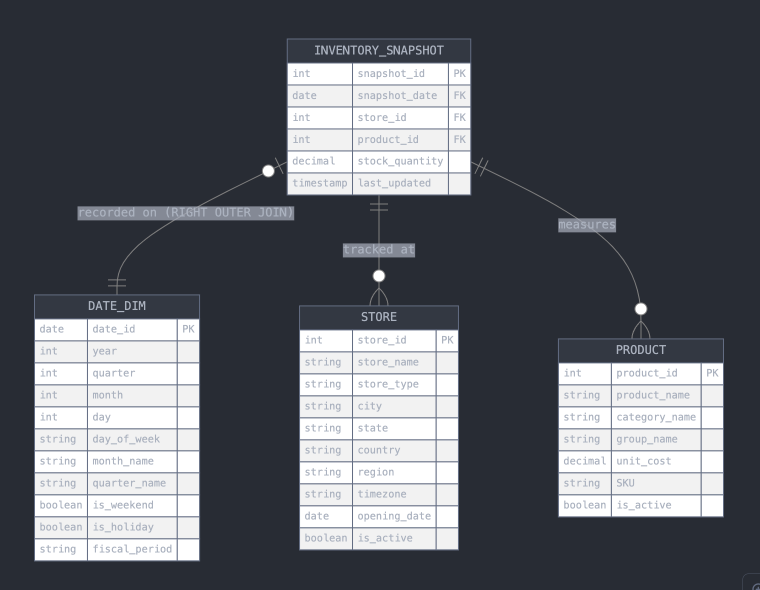 INVENTORY_SNAPSHOT
int snapshot_id PK
date snapshot_date FK
int store_id FK
int product_id FK
decimal stock_quantity
timestamp last_updated
recorded on (RIGHT OUTER JOIN)
tracked at
measures
DATE_DIM
date date_id PK
int year
int quarter
int month
int day
string day_of_week
string month_name
string quarter_name
boolean is_weekend
boolean is_holiday
string fiscal_period
STORE
int store_id PK
string store_name
string store_type
string city
string state
string country
string region
string timezone
date opening_date
boolean is_active
PRODUCT
int product_id PK
string product_name
string category_name
string group_name
decimal unit_cost
string SKU
boolean is_active